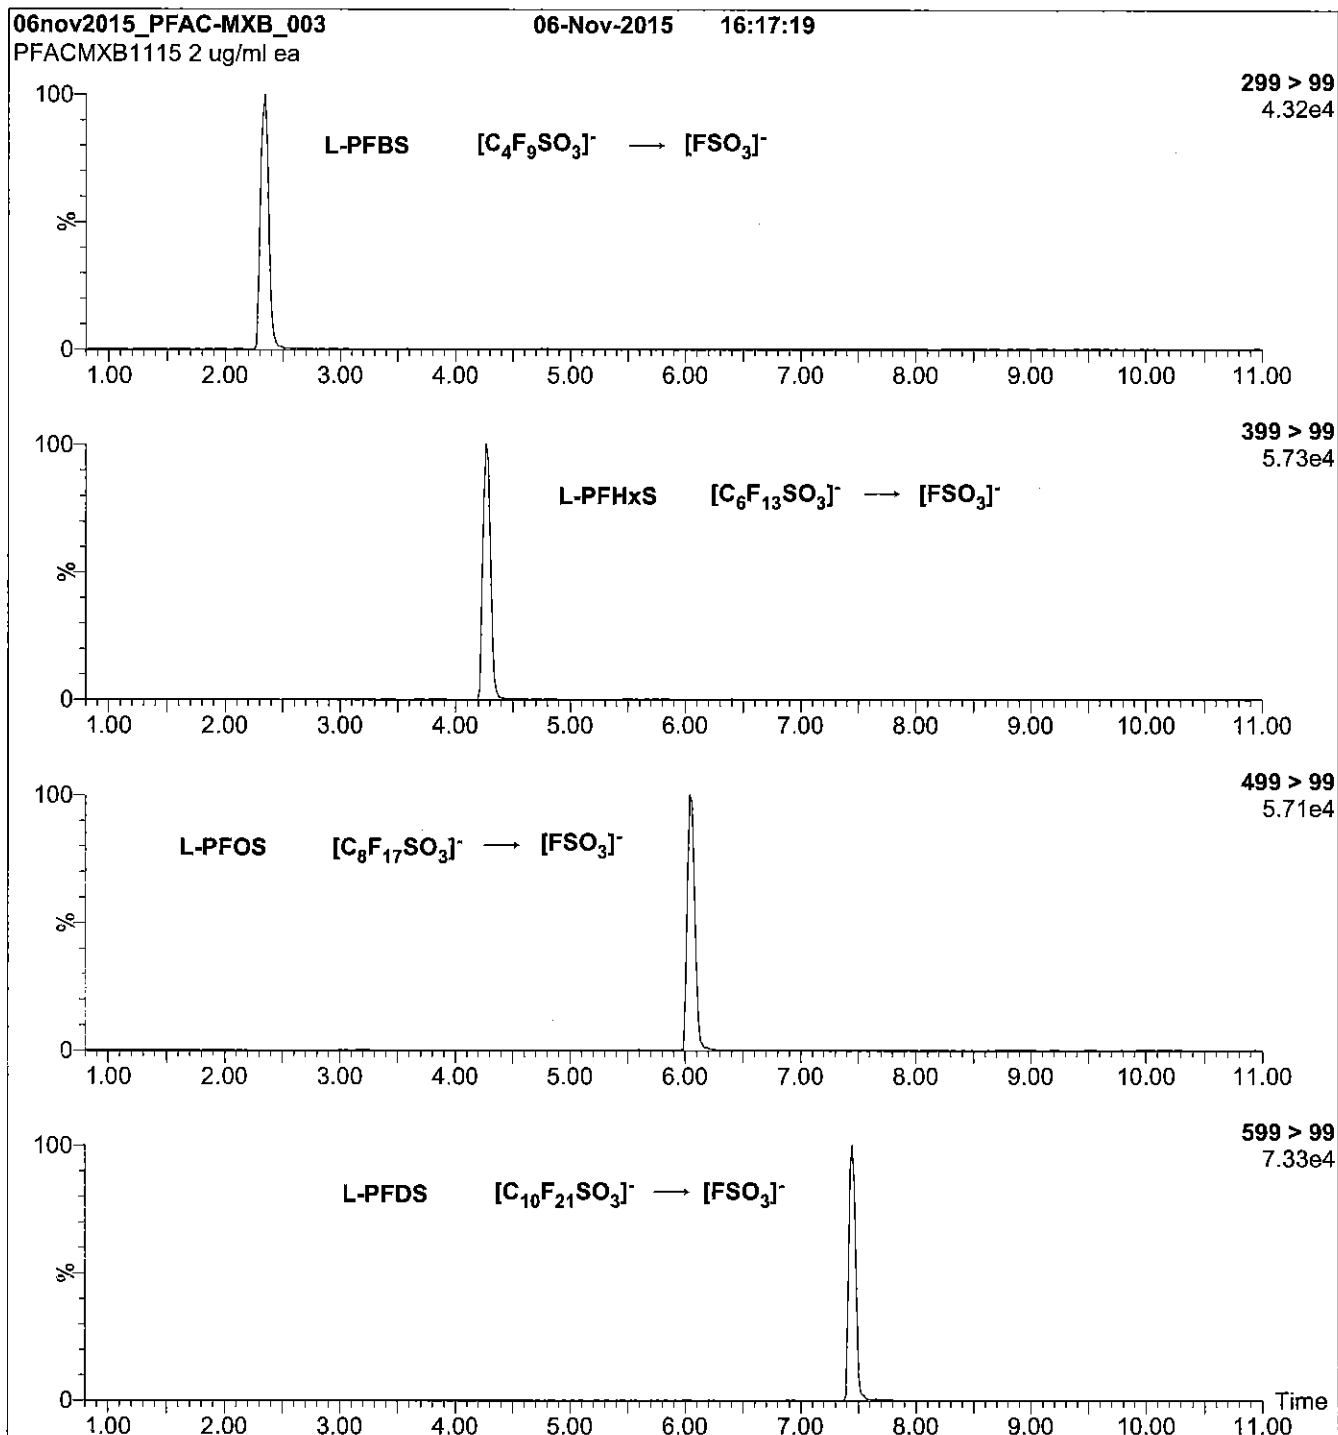 06nov2015_PFAC-MXB_003 06-Nov-2015 16:17:19
PFACMXB1115 2 ug/ml ea
299 > 99
4.32e4
100
L-PFBS [C₄F₉SO₃]⁻ → [FSO₃]⁻
%
0
1.00 2.00 3.00 4.00 5.00 6.00 7.00 8.00 9.00 10.00 11.00
399 > 99
5.73e4
100
L-PFHxS [C₆F₁₃SO₃]⁻ → [FSO₃]⁻
%
0
1.00 2.00 3.00 4.00 5.00 6.00 7.00 8.00 9.00 10.00 11.00
499 > 99
5.71e4
100
L-PFOS [C₈F₁₇SO₃]⁻ → [FSO₃]⁻
%
0
1.00 2.00 3.00 4.00 5.00 6.00 7.00 8.00 9.00 10.00 11.00
599 > 99
7.33e4
100
L-PFDS [C₁₀F₂₁SO₃]⁻ → [FSO₃]⁻
%
0
Time
1.00 2.00 3.00 4.00 5.00 6.00 7.00 8.00 9.00 10.00 11.00